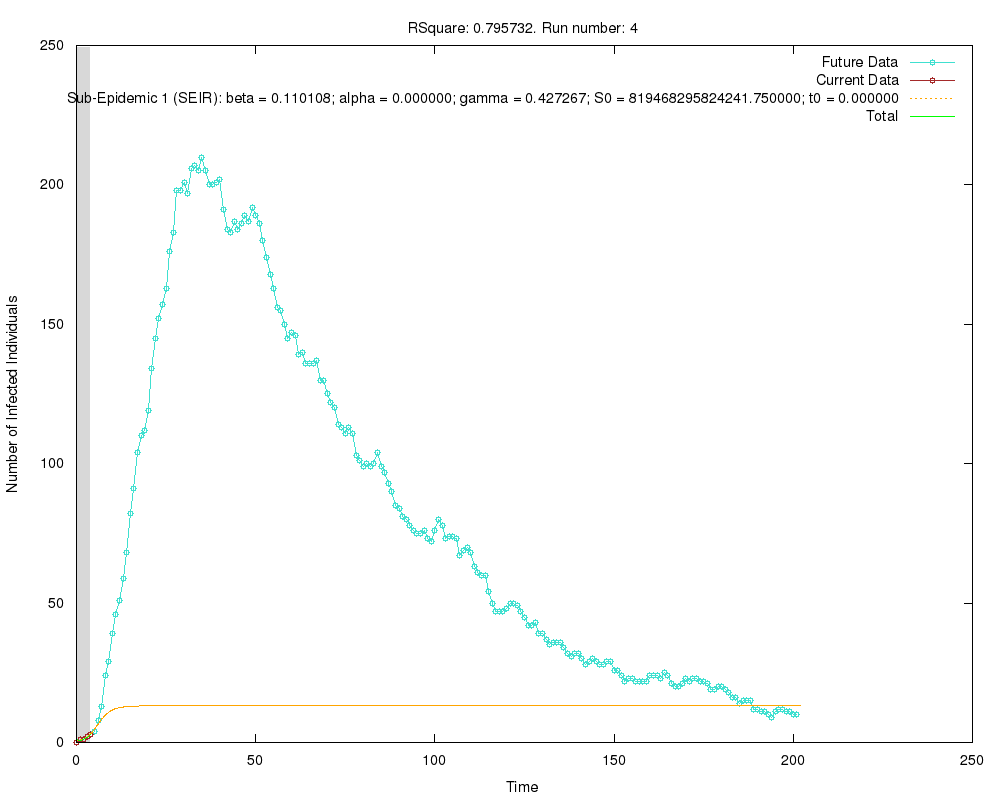 RSquare: 0.795732. Run number: 4
Future Data
Current Data
Sub-Epidemic 1 (SEIR): beta = 0.110108; alpha = 0.000000; gamma = 0.427267; S0 = 819468295824241.750000; t0 = 0.000000
Total
250
200
150
100
50
0
Number of Infected Individuals
0 50 100 150 200 250
Time